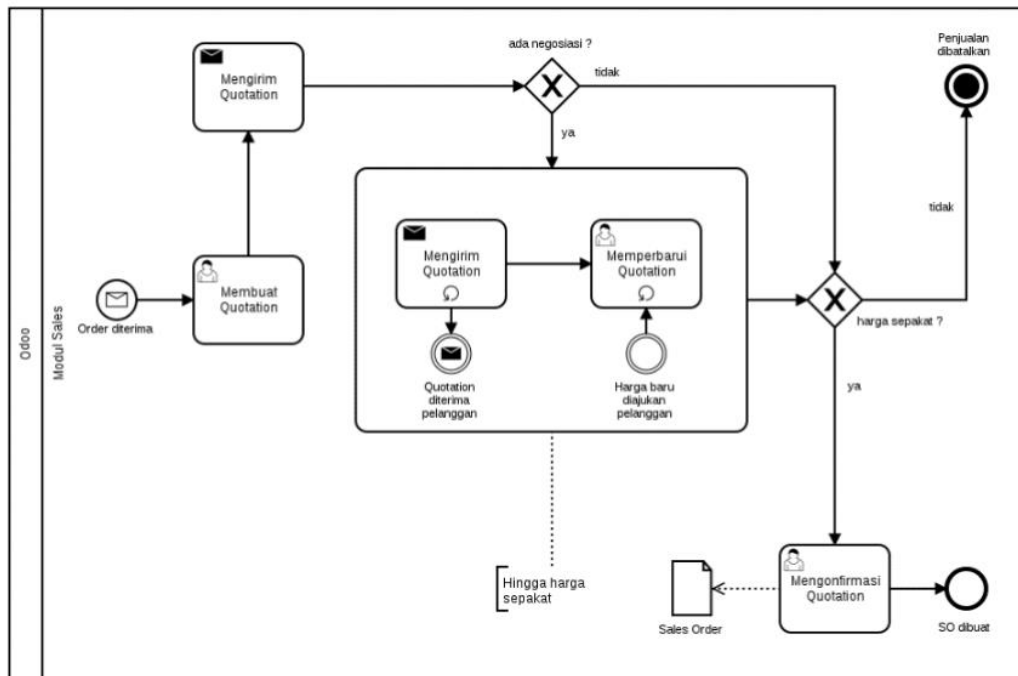 Odoo
Modul Sales
Order diterima
Membuat
Quotation
Mengirim
Quotation
ada negosiasi ?
tidak
ya
Mengirim
Quotation
Memperbarui
Quotation
Quotation
diterima
pelanggan
Harga baru
diajukan
pelanggan
Hingga harga
sepakat
Penjualan
dibatalkan
tidak
harga sepakat ?
ya
Mengonfirmasi
Quotation
Sales Order
SO dibuat